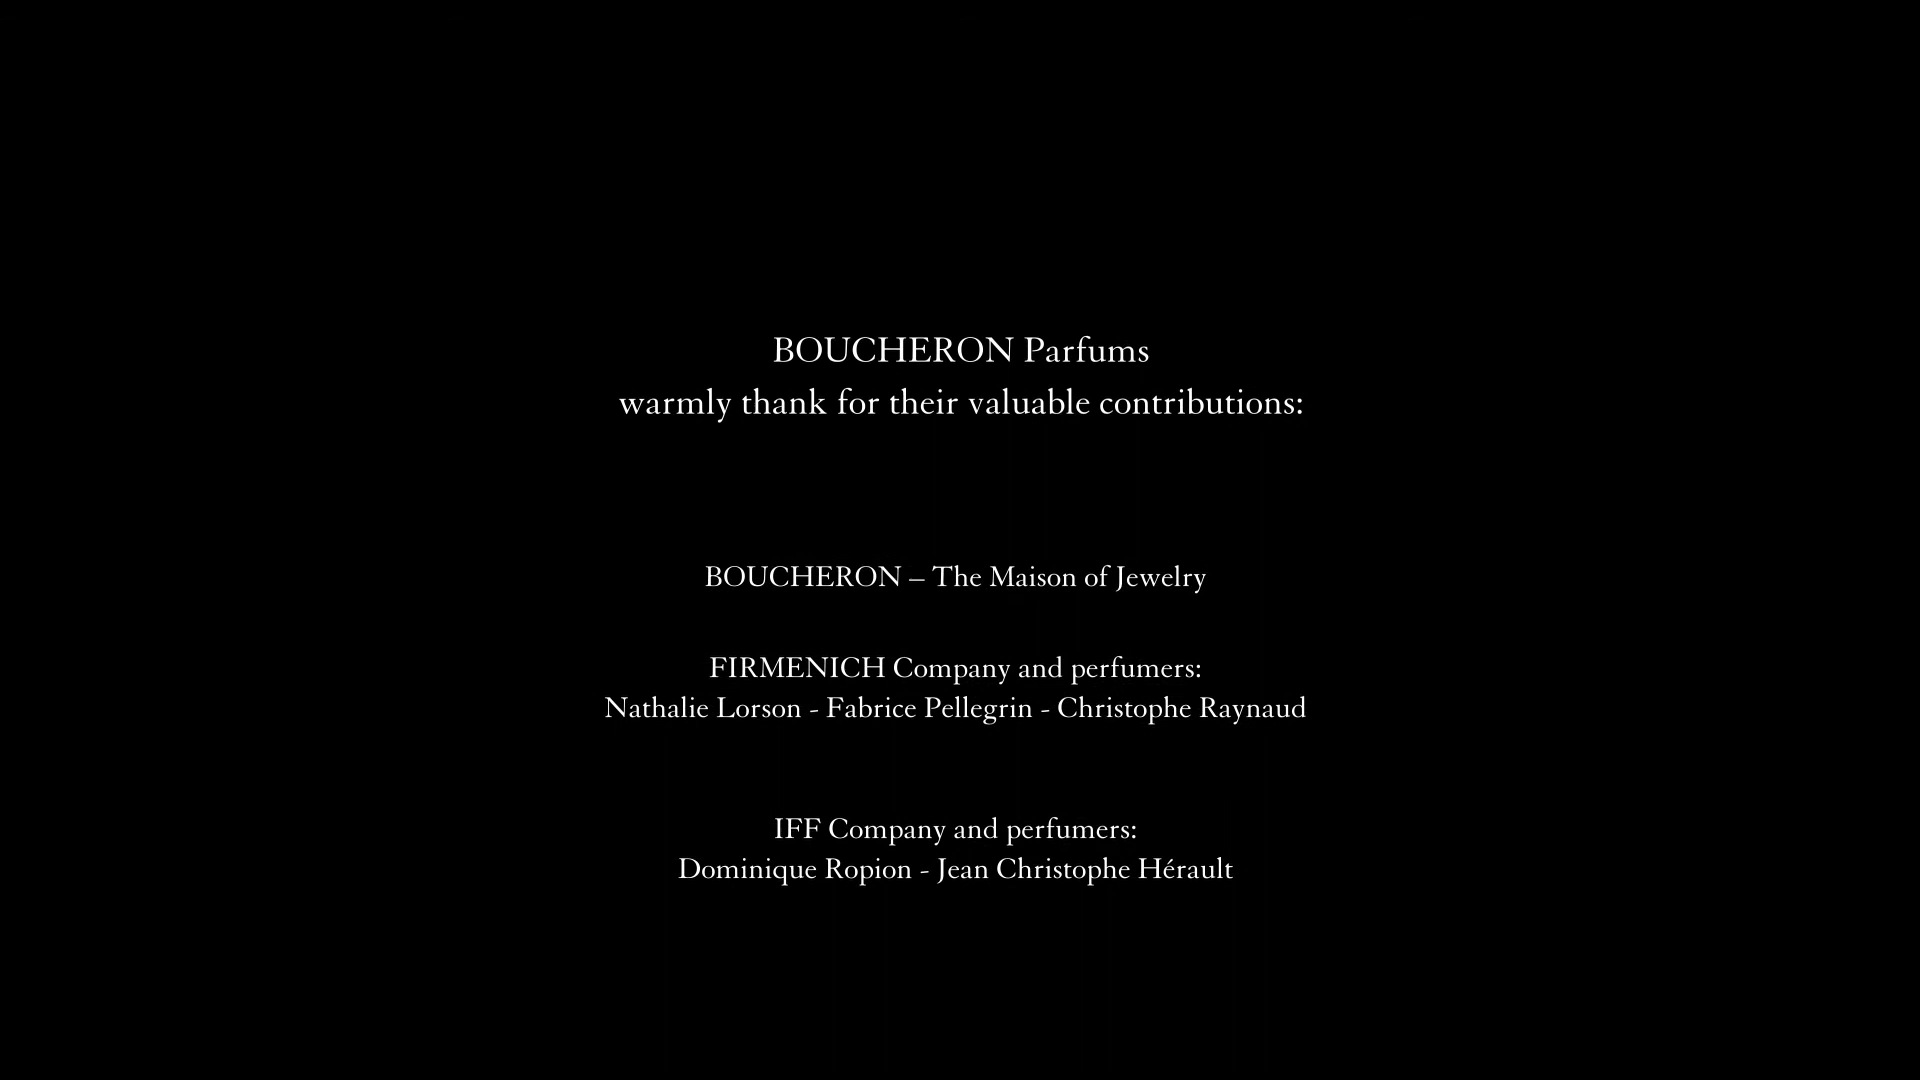 BOUCHERON Parfums
warmly thank for their valuable contributions:
BOUCHERON – The Maison of Jewelry
FIRMENICH Company and perfumers:
Nathalie Lorson - Fabrice Pellegrin - Christophe Raynaud
IFF Company and perfumers:
Dominique Ropion - Jean Christophe Hérault